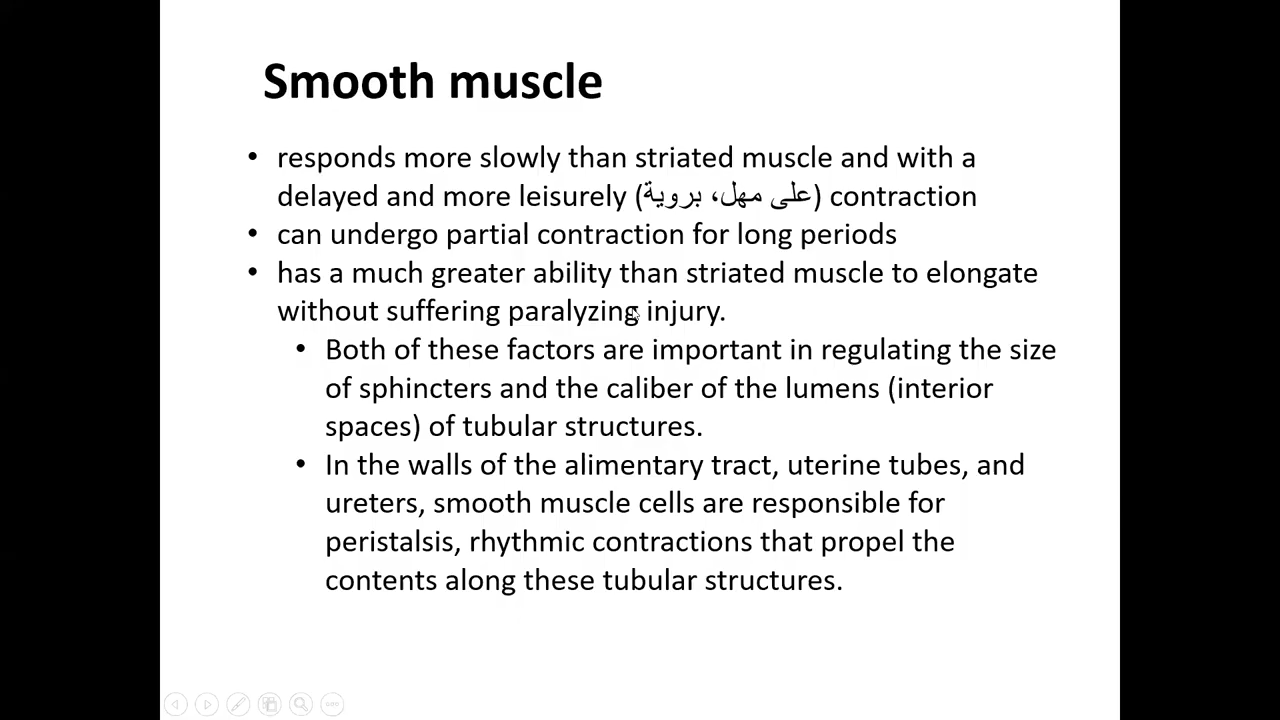 Smooth muscle
• responds more slowly than striated muscle and with a
delayed and more leisurely (على مهل، بروية) contraction
• can undergo partial contraction for long periods
• has a much greater ability than striated muscle to elongate
without suffering paralyzing injury.
• Both of these factors are important in regulating the size
of sphincters and the caliber of the lumens (interior
spaces) of tubular structures.
• In the walls of the alimentary tract, uterine tubes, and
ureters, smooth muscle cells are responsible for
peristalsis, rhythmic contractions that propel the
contents along these tubular structures.